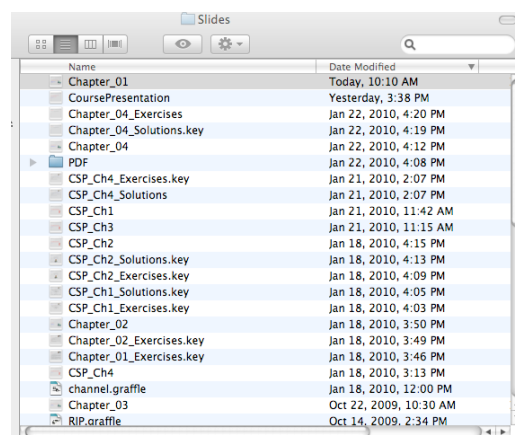 Slides
Name Date Modified
Chapter_01 Today, 10:10 AM
CoursePresentation Yesterday, 3:38 PM
Chapter_04_Exercises Jan 22, 2010, 4:20 PM
Chapter_04_Solutions.key Jan 22, 2010, 4:19 PM
Chapter_04 Jan 22, 2010, 4:12 PM
PDF Jan 22, 2010, 4:08 PM
CSP_Ch4_Exercises.key Jan 21, 2010, 2:07 PM
CSP_Ch4_Solutions Jan 21, 2010, 2:07 PM
CSP_Ch1 Jan 21, 2010, 11:42 AM
CSP_Ch3 Jan 21, 2010, 11:15 AM
CSP_Ch2 Jan 18, 2010, 4:15 PM
CSP_Ch2_Solutions.key Jan 18, 2010, 4:13 PM
CSP_Ch2_Exercises.key Jan 18, 2010, 4:09 PM
CSP_Ch1_Solutions.key Jan 18, 2010, 4:05 PM
CSP_Ch1_Exercises.key Jan 18, 2010, 4:03 PM
Chapter_02 Jan 18, 2010, 3:50 PM
Chapter_02_Exercises.key Jan 18, 2010, 3:49 PM
Chapter_01_Exercises.key Jan 18, 2010, 3:46 PM
CSP_Ch4 Jan 18, 2010, 3:13 PM
channel.graffle Jan 18, 2010, 12:00 PM
Chapter_03 Oct 22, 2009, 10:30 AM
RIP.graffle Oct 14, 2009, 2:34 PM